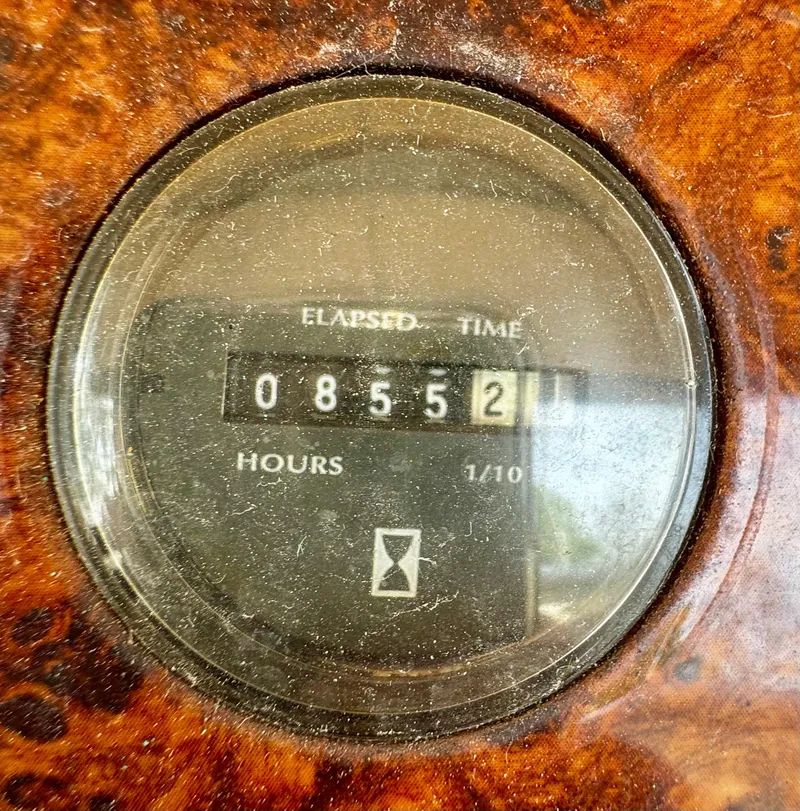 ELAPSED TIME
08552
HOURS 1/10